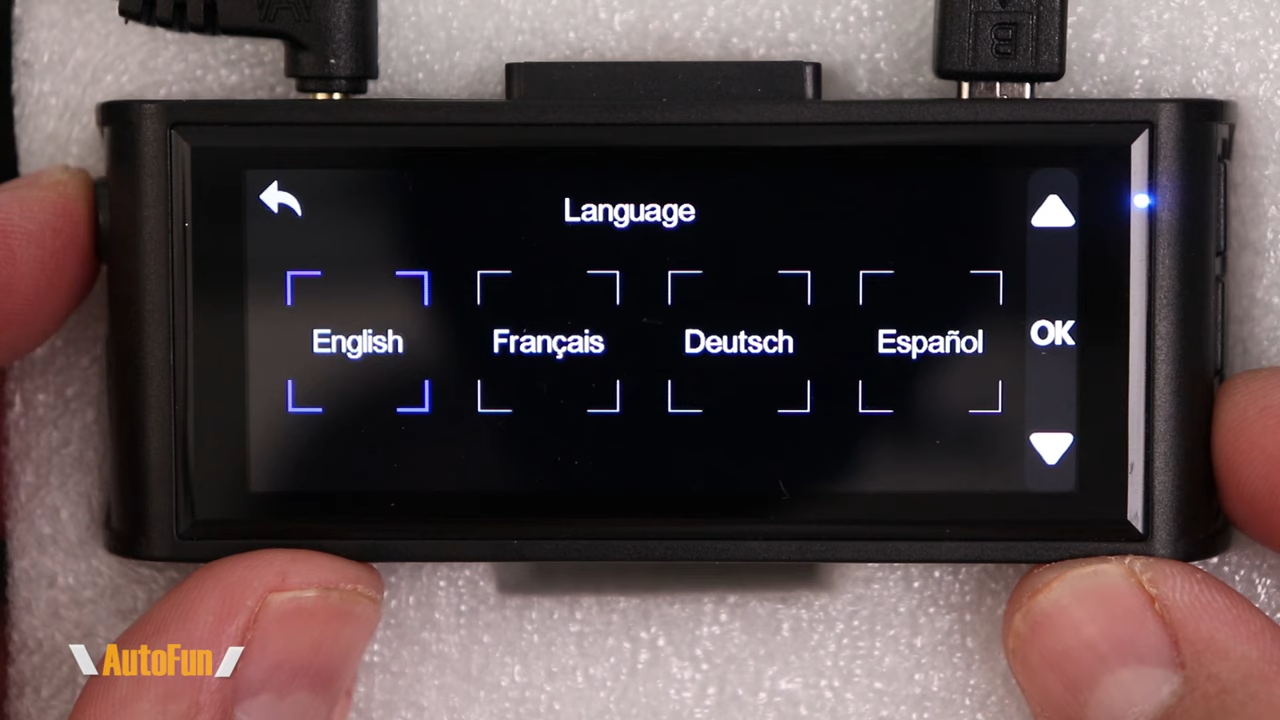 Language
English
Français
Deutsch
Español
OK
B
AutoFun